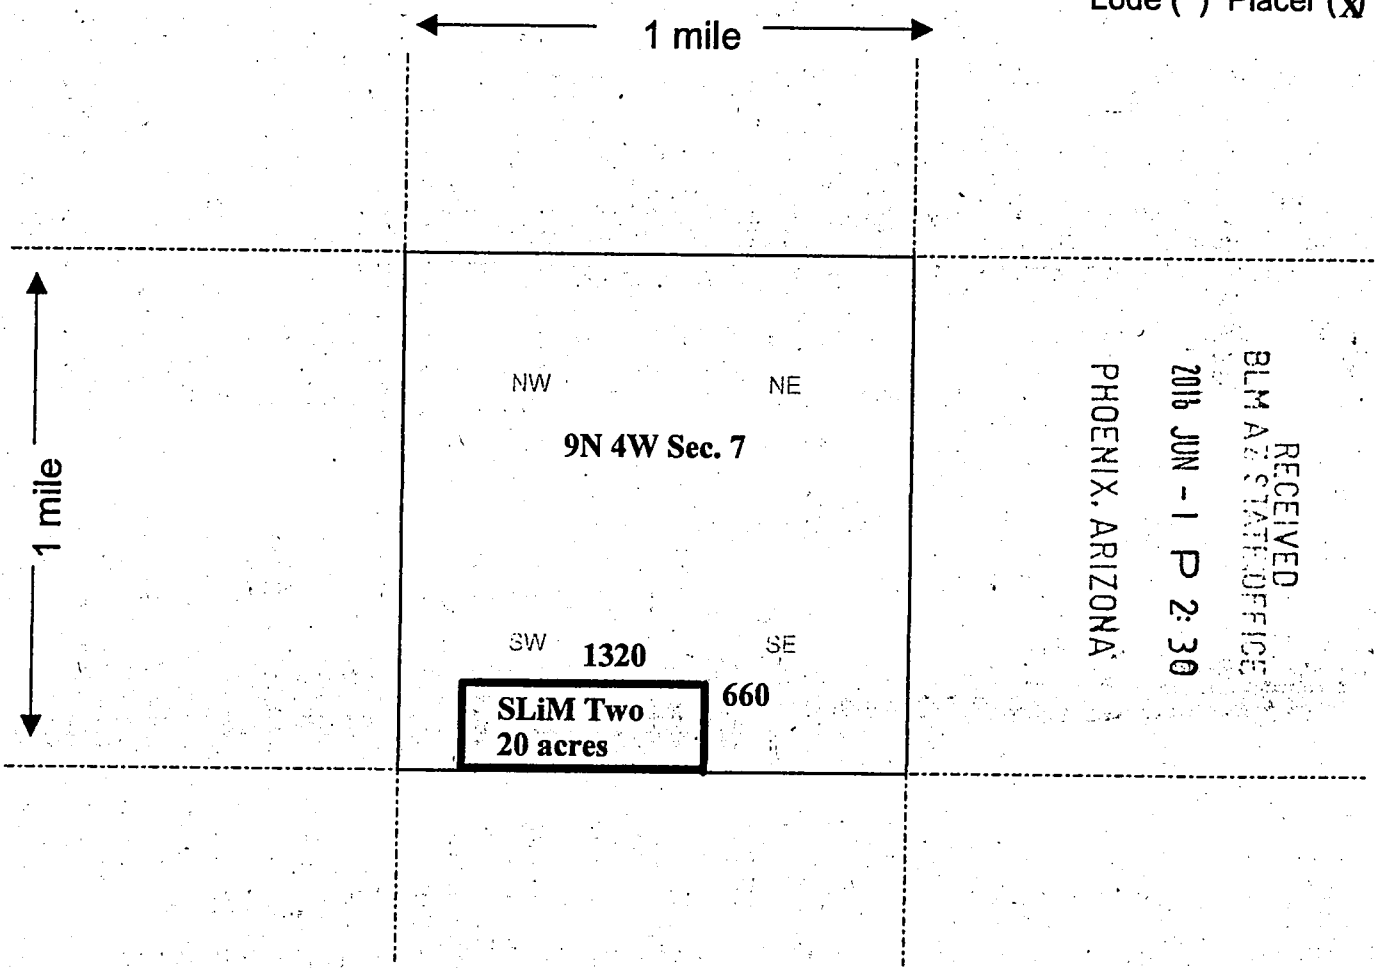 Lode ( ) Placer (X)
1 mile
1 mile
NW
NE
9N 4W Sec. 7
SW
1320
SE
660
SLiM Two
20 acres
RECEIVED
BLM AZ STATE OFFICE
JUN -1 P 2:30
PHOENIX, ARIZONA